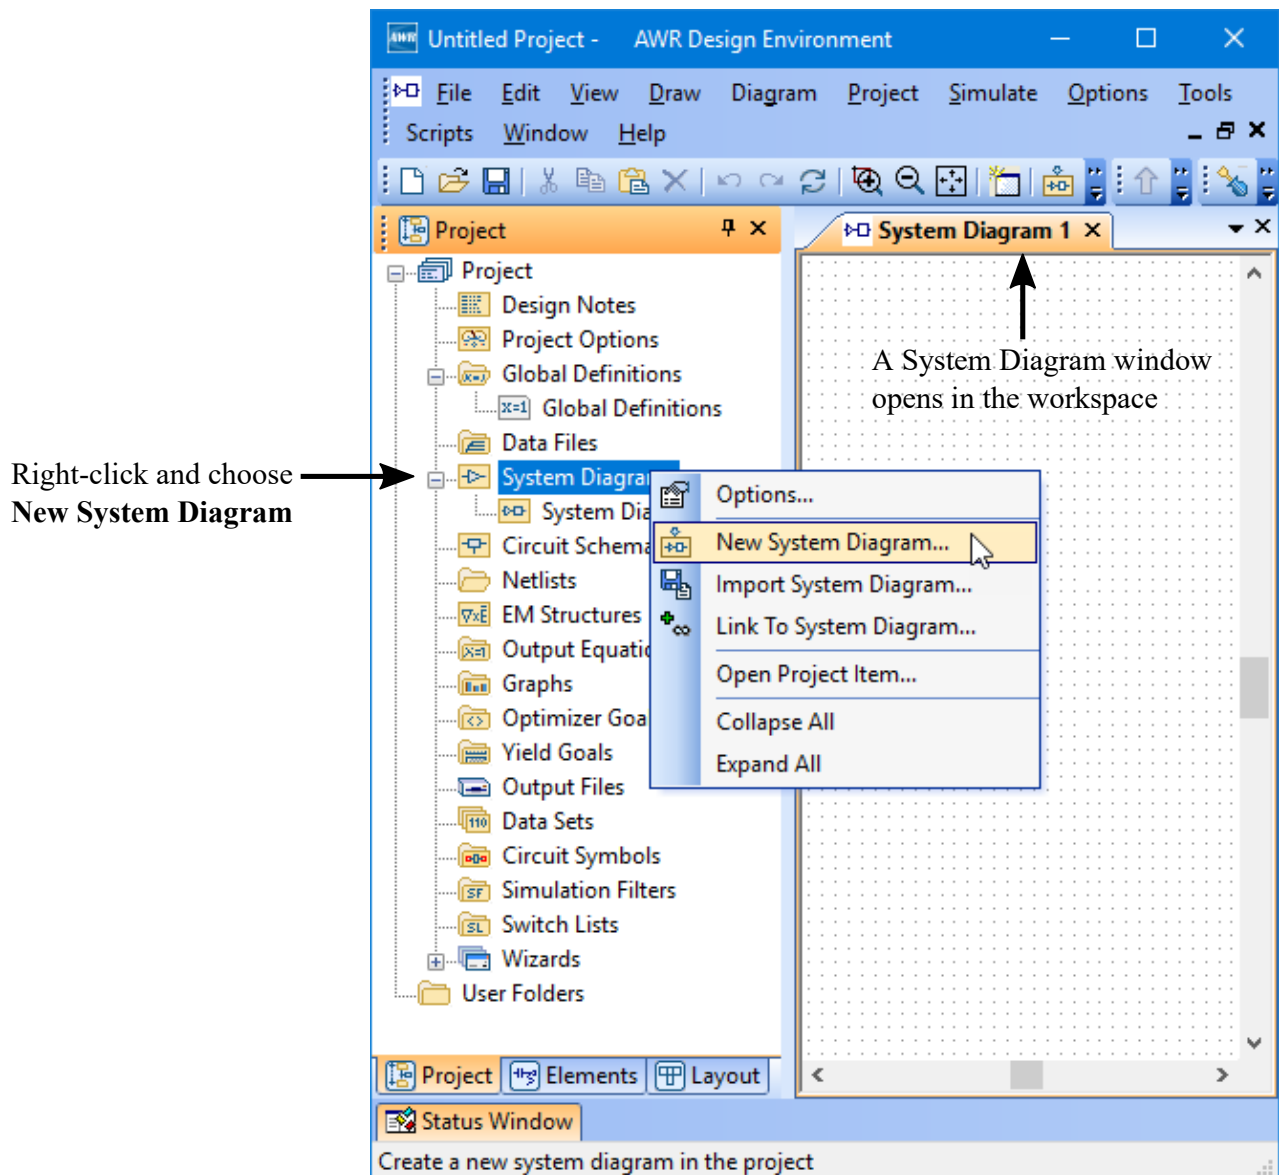 AWR Untitled Project - AWR Design Environment
File Edit View Draw Diagram Project Simulate Options Tools
Scripts Window Help
Project
System Diagram 1
Project
Design Notes
Project Options
Global Definitions
x=1 Global Definitions
Data Files
System Diagra
System Dia
Circuit Schema
Netlists
EM Structures
Output Equatio
Graphs
Optimizer Goa
Yield Goals
Output Files
110 Data Sets
Circuit Symbols
SF Simulation Filters
SL Switch Lists
Wizards
User Folders
Options...
New System Diagram...
Import System Diagram...
Link To System Diagram...
Open Project Item...
Collapse All
Expand All
A System Diagram window
opens in the workspace
Right-click and choose
New System Diagram
Project Elements Layout
Status Window
Create a new system diagram in the project